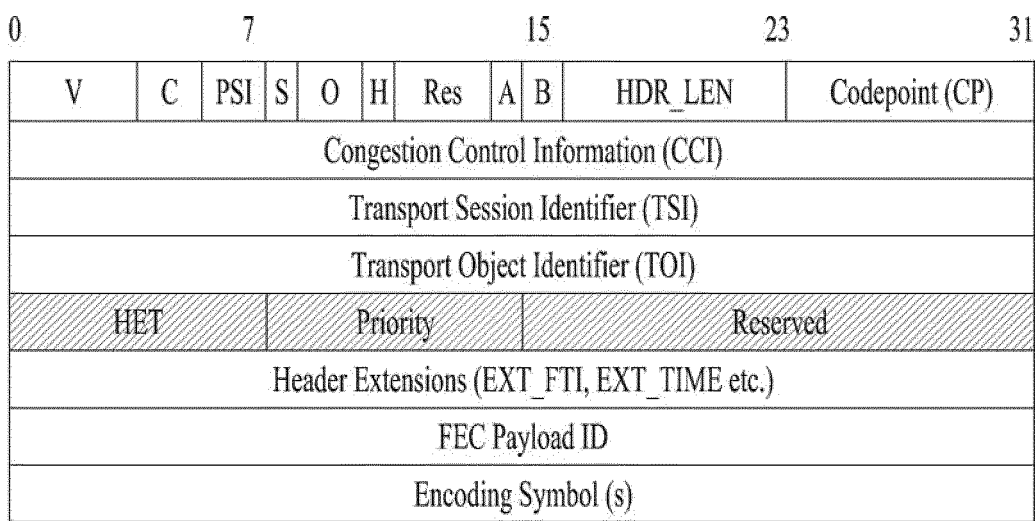 0 7 15 23 31
V C PSI S O H Res A B HDR_LEN Codepoint (CP)
Congestion Control Information (CCI)
Transport Session Identifier (TSI)
Transport Object Identifier (TOI)
HET Priority Reserved
Header Extensions (EXT_FTI, EXT_TIME etc.)
FEC Payload ID
Encoding Symbol (s)